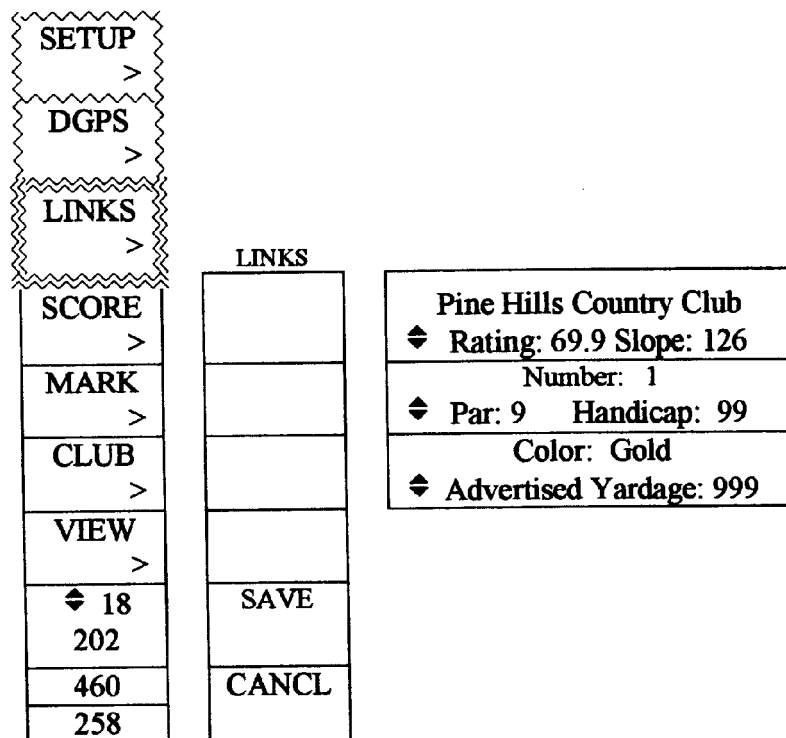 SETUP
>
DGPS
>
LINKS
>
SCORE
>
MARK
>
CLUB
>
VIEW
>
18
202
460
258
LINKS
SAVE
CANCL
Pine Hills Country Club
Rating: 69.9 Slope: 126
Number: 1
Par: 9 Handicap: 99
Color: Gold
Advertised Yardage: 999